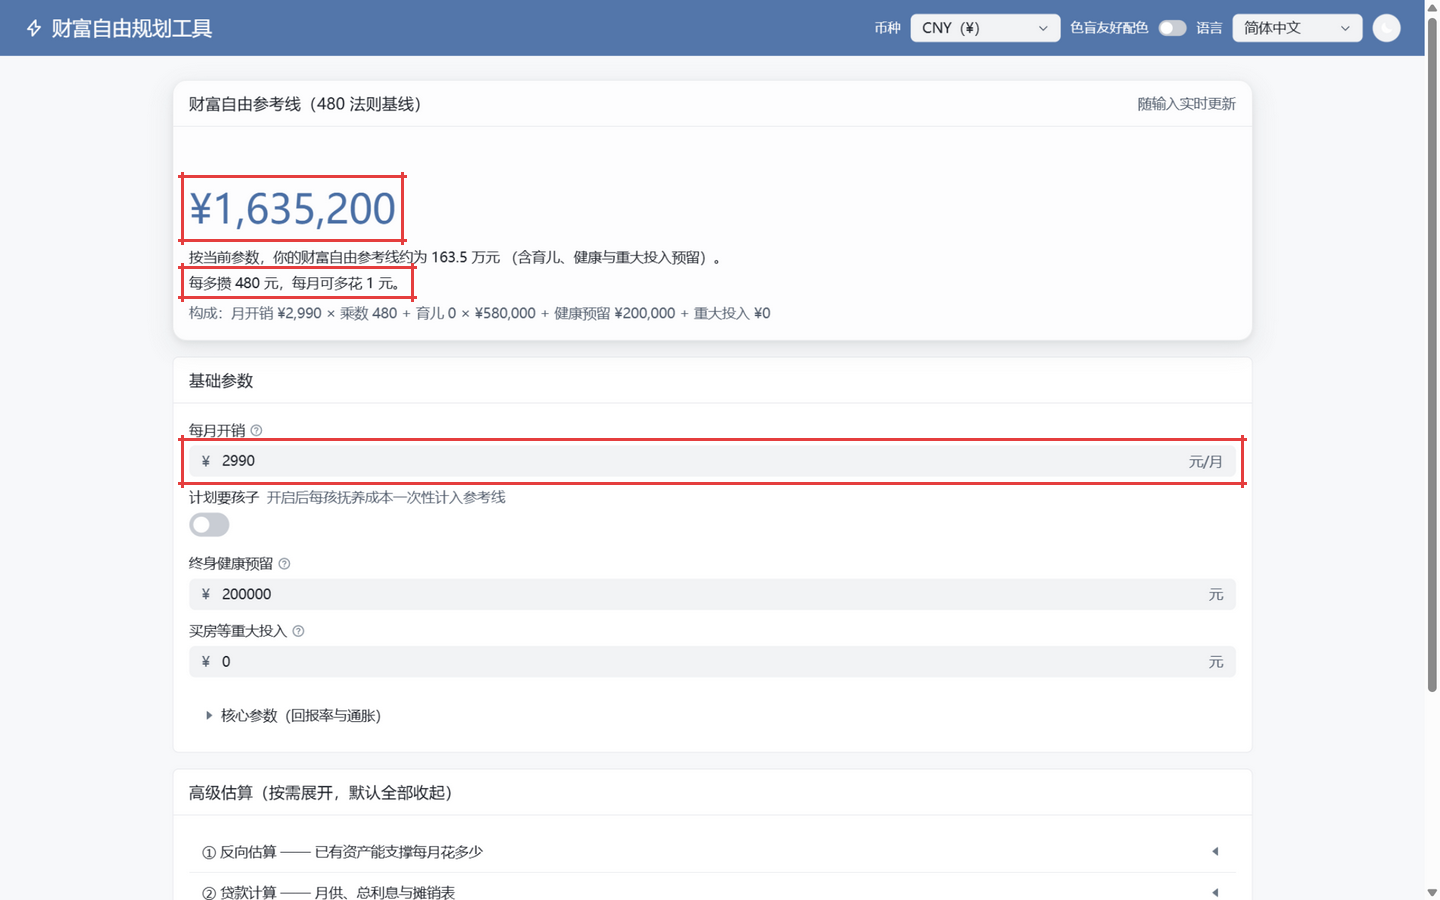 财富自由规划工具
币种 CNY (¥) 色盲友好配色 语言 简体中文
财富自由参考线（480 法则基线） 随输入实时更新
¥1,635,200
按当前参数，你的财富自由参考线约为 163.5 万元 （含育儿、健康与重大投入预留）。
每多攒 480 元，每月可多花 1 元。
构成：月开销 ¥2,990 × 乘数 480 + 育儿 0 × ¥580,000 + 健康预留 ¥200,000 + 重大投入 ¥0
基础参数
每月开销
¥ 2990 元/月
计划要孩子 开启后每孩抚养成本一次性计入参考线
终身健康预留
¥ 200000 元
买房等重大投入
¥ 0 元
核心参数（回报率与通胀）
高级估算（按需展开，默认全部收起）
① 反向估算 —— 已有资产能支撑每月花多少
② 贷款计算 —— 月供、总利息与摊销表